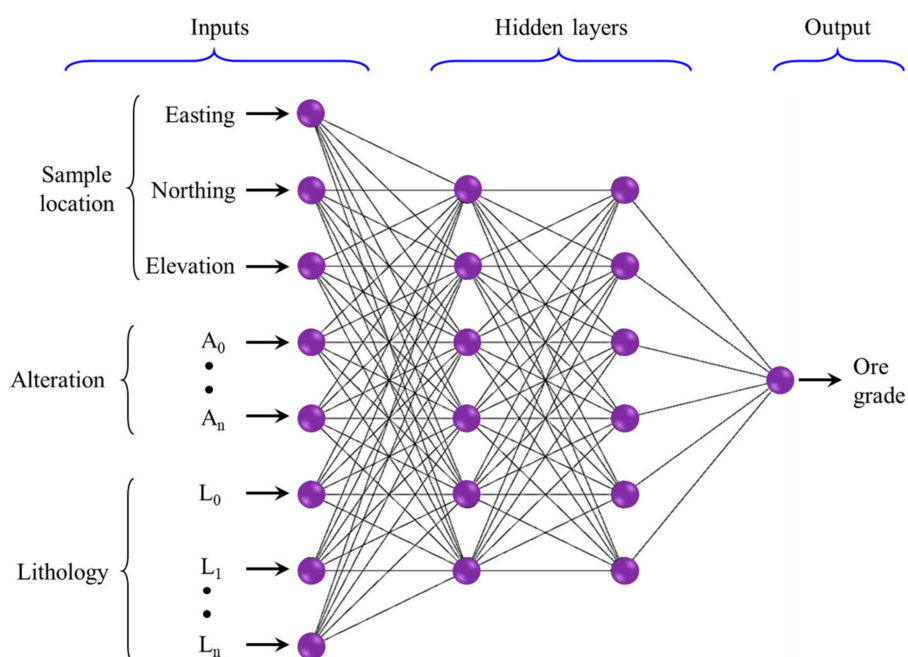 Inputs
Hidden layers
Output
Easting
Sample
location
Northing
Elevation
Alteration
A₀
Aₙ
Ore
grade
Lithology
L₀
L₁
Lₙ